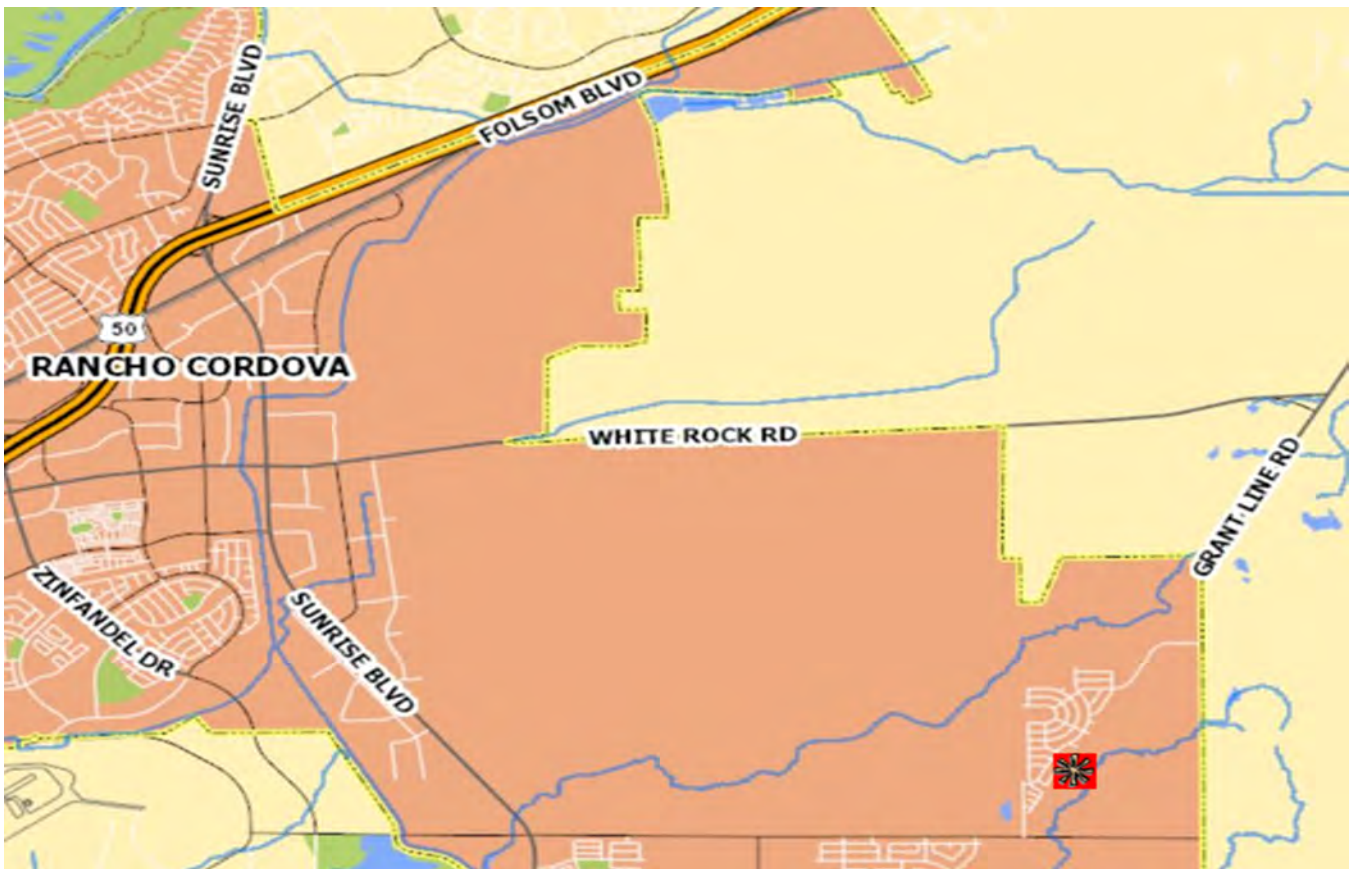 SUNRISE BLVD
FOLSOM BLVD
50
RANCHO CORDOVA
WHITE ROCK RD
GRANT LINE RD
ZINFANDEL DR
SUNRISE BLVD